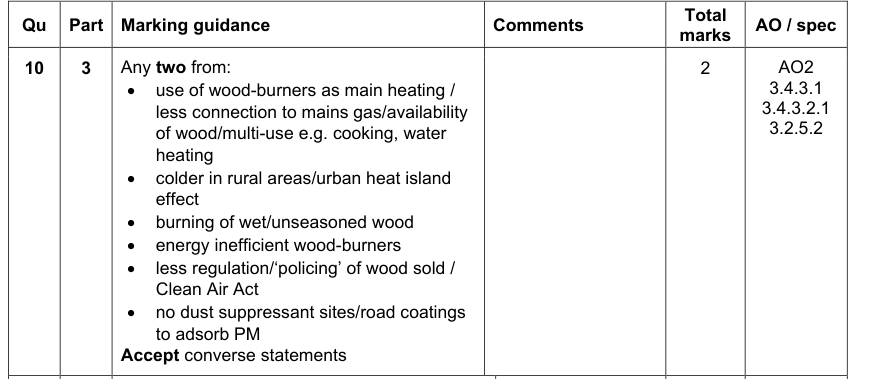 Qu Part Marking guidance Comments Total marks AO / spec
10 3 Any two from: 2 AO2
3.4.3.1
3.4.3.2.1
3.2.5.2
• use of wood-burners as main heating /
less connection to mains gas/availability
of wood/multi-use e.g. cooking, water
heating
• colder in rural areas/urban heat island
effect
• burning of wet/unseasoned wood
• energy inefficient wood-burners
• less regulation/‘policing’ of wood sold /
Clean Air Act
• no dust suppressant sites/road coatings
to adsorb PM
Accept converse statements